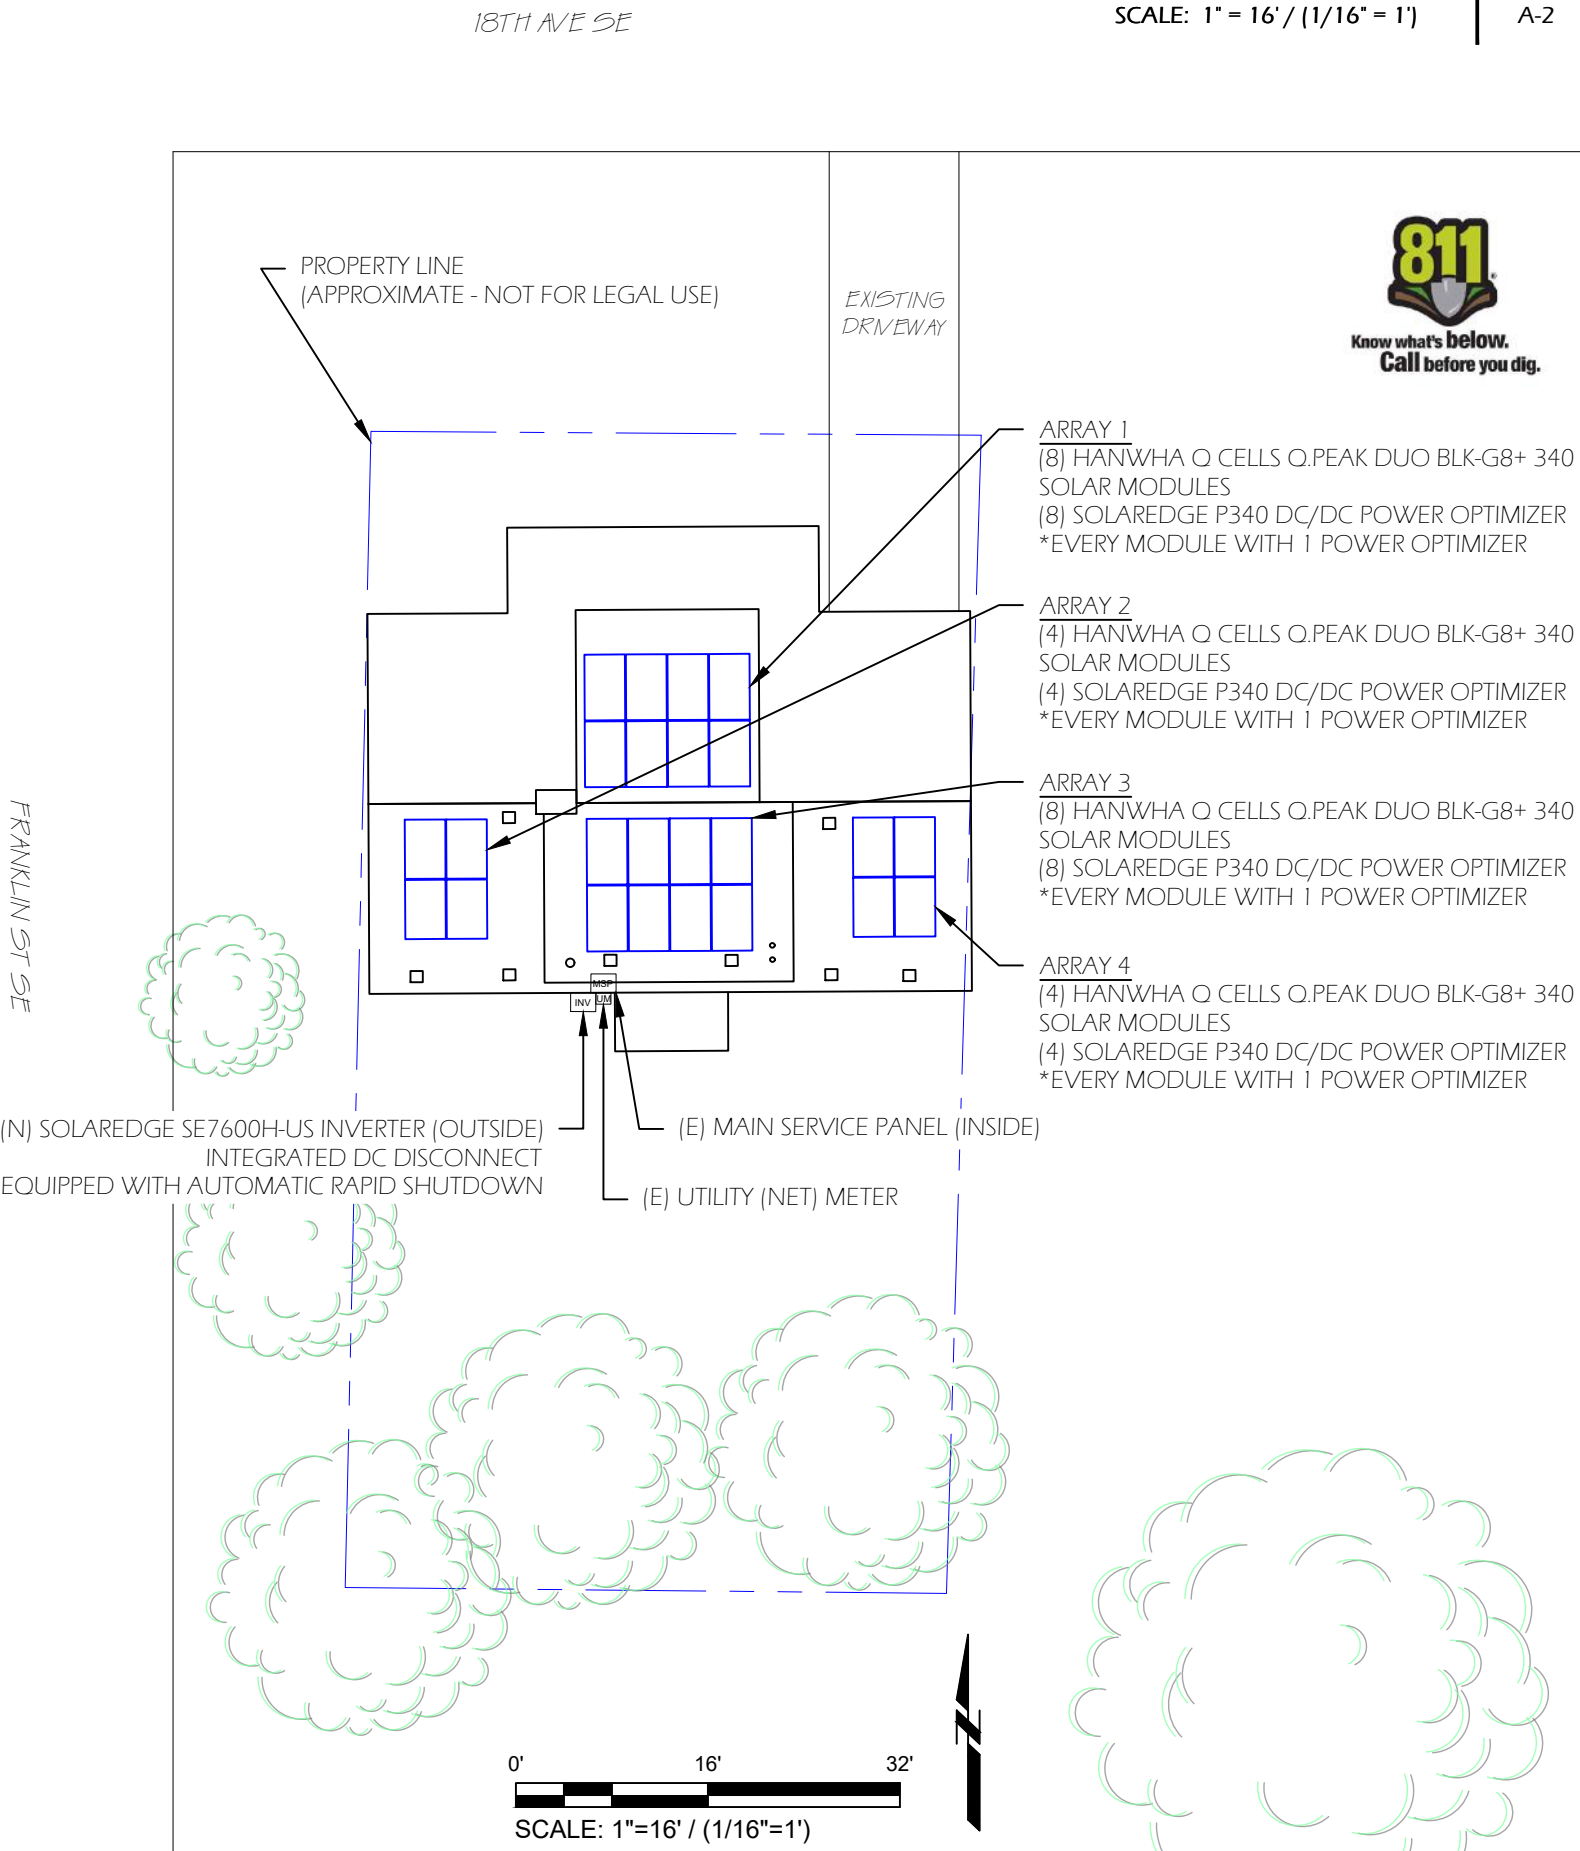 18TH AVE SE
SCALE: 1" = 16' / (1/16" = 1')
A-2
PROPERTY LINE
(APPROXIMATE - NOT FOR LEGAL USE)
EXISTING
DRIVEWAY
811
Know what's below.
Call before you dig.
ARRAY 1
(8) HANWHA Q CELLS Q.PEAK DUO BLK-G8+ 340
SOLAR MODULES
(8) SOLAREDGE P340 DC/DC POWER OPTIMIZER
*EVERY MODULE WITH 1 POWER OPTIMIZER
ARRAY 2
(4) HANWHA Q CELLS Q.PEAK DUO BLK-G8+ 340
SOLAR MODULES
(4) SOLAREDGE P340 DC/DC POWER OPTIMIZER
*EVERY MODULE WITH 1 POWER OPTIMIZER
ARRAY 3
(8) HANWHA Q CELLS Q.PEAK DUO BLK-G8+ 340
SOLAR MODULES
(8) SOLAREDGE P340 DC/DC POWER OPTIMIZER
*EVERY MODULE WITH 1 POWER OPTIMIZER
ARRAY 4
(4) HANWHA Q CELLS Q.PEAK DUO BLK-G8+ 340
SOLAR MODULES
(4) SOLAREDGE P340 DC/DC POWER OPTIMIZER
*EVERY MODULE WITH 1 POWER OPTIMIZER
FRANKLIN ST SE
MSP
INV
UM
(N) SOLAREDGE SE7600H-US INVERTER (OUTSIDE)
INTEGRATED DC DISCONNECT
EQUIPPED WITH AUTOMATIC RAPID SHUTDOWN
(E) MAIN SERVICE PANEL (INSIDE)
(E) UTILITY (NET) METER
N
0' 16' 32'
SCALE: 1"=16' / (1/16"=1')